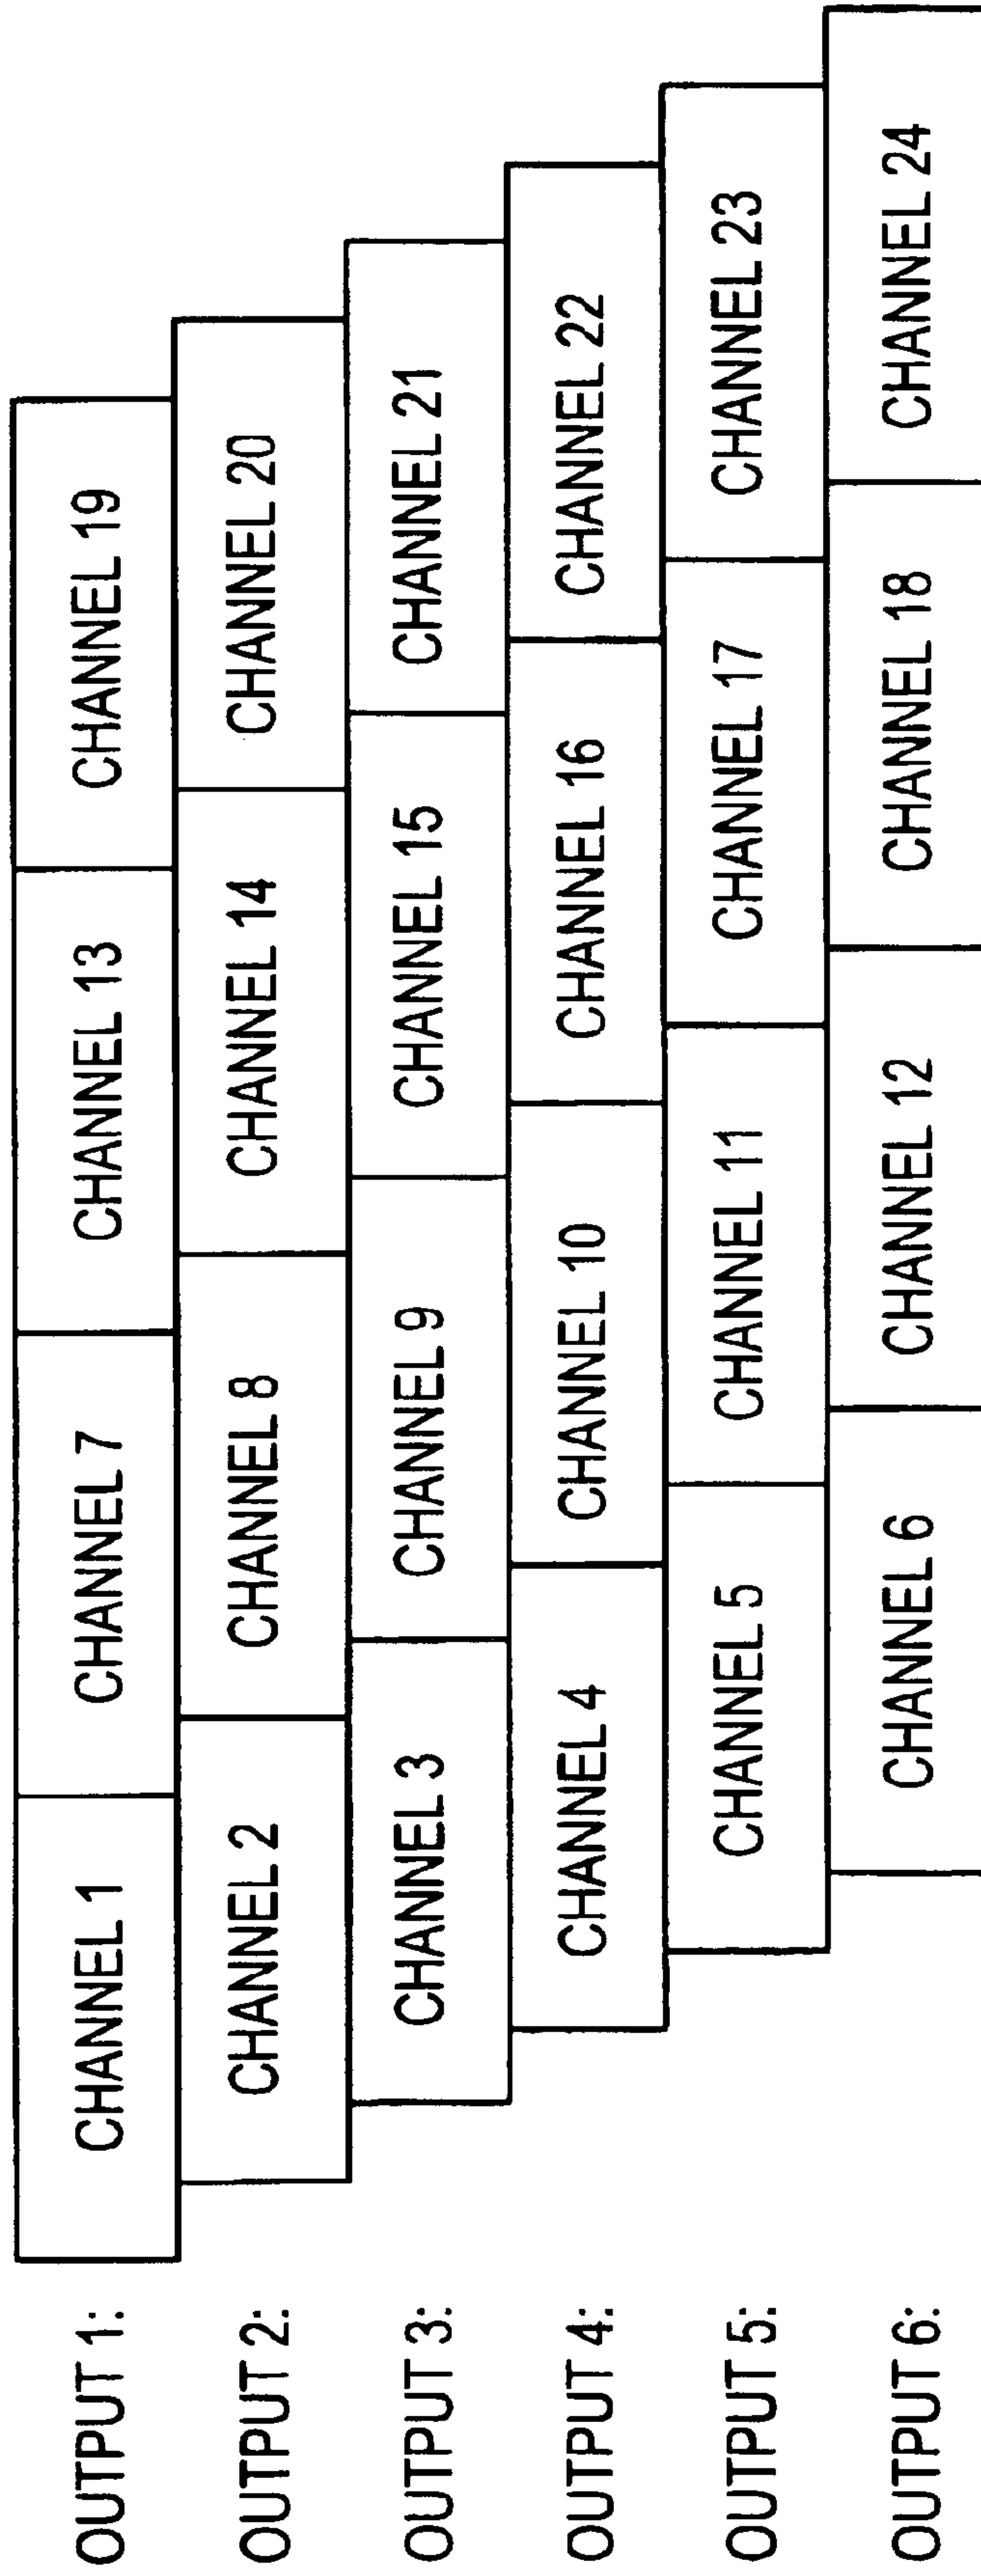 OUTPUT 1: CHANNEL 1 CHANNEL 7 CHANNEL 13 CHANNEL 19
OUTPUT 2: CHANNEL 2 CHANNEL 8 CHANNEL 14 CHANNEL 20
OUTPUT 3: CHANNEL 3 CHANNEL 9 CHANNEL 15 CHANNEL 21
OUTPUT 4: CHANNEL 4 CHANNEL 10 CHANNEL 16 CHANNEL 22
OUTPUT 5: CHANNEL 5 CHANNEL 11 CHANNEL 17 CHANNEL 23
OUTPUT 6: CHANNEL 6 CHANNEL 12 CHANNEL 18 CHANNEL 24